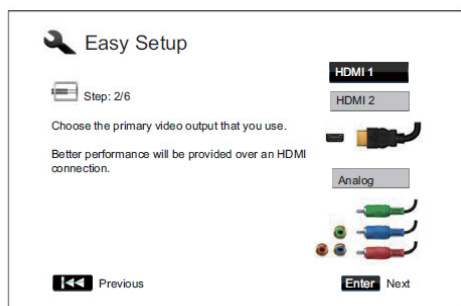 Easy Setup
Step: 2/6
Choose the primary video output that you use.
Better performance will be provided over an HDMI
connection.
HDMI 1
HDMI 2
Analog
Previous
Enter Next